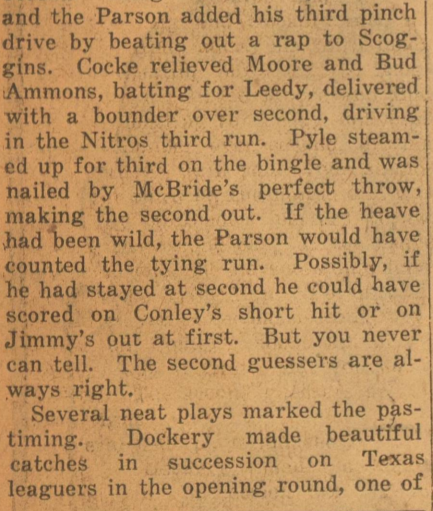 and the Parson added his third pinch
drive by beating out a rap to Scog-
gins. Cocke relieved Moore and Bud
Ammons, batting for Leedy, delivered
with a bounder over second, driving
in the Nitros third run. Pyle steam-
ed up for third on the bingle and was
nailed by McBride's perfect throw,
making the second out. If the heave
had been wild, the Parson would have
counted the tying run. Possibly, if
he had stayed at second he could have
scored on Conley's short hit or on
Jimmy's out at first. But you never
can tell. The second guessers are al-
ways right.
Several neat plays marked the pas-
timing. Dockery made beautiful
catches in succession on Texas
leaguers in the opening round, one of